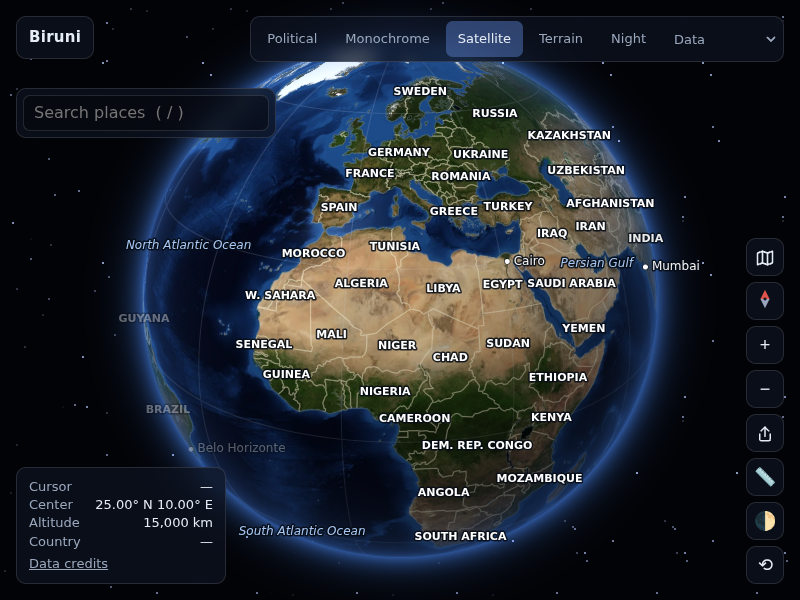 Biruni
Political Monochrome Satellite Terrain Night Data
Search places ( / )
SWEDEN
RUSSIA
KAZAKHSTAN
GERMANY
UKRAINE
FRANCE
ROMANIA
UZBEKISTAN
SPAIN
GREECE
TURKEY
AFGHANISTAN
IRAQ
IRAN
INDIA
North Atlantic Ocean
MOROCCO
TUNISIA
Cairo
Persian Gulf
Mumbai
W. SAHARA
ALGERIA
LIBYA
EGYPT
SAUDI ARABIA
GUYANA
SENEGAL
MALI
NIGER
CHAD
SUDAN
YEMEN
GUINEA
NIGERIA
ETHIOPIA
BRAZIL
CAMEROON
KENYA
Belo Horizonte
DEM. REP. CONGO
ANGOLA
MOZAMBIQUE
South Atlantic Ocean
SOUTH AFRICA
Cursor —
Center 25.00° N 10.00° E
Altitude 15,000 km
Country —
Data credits
+
−